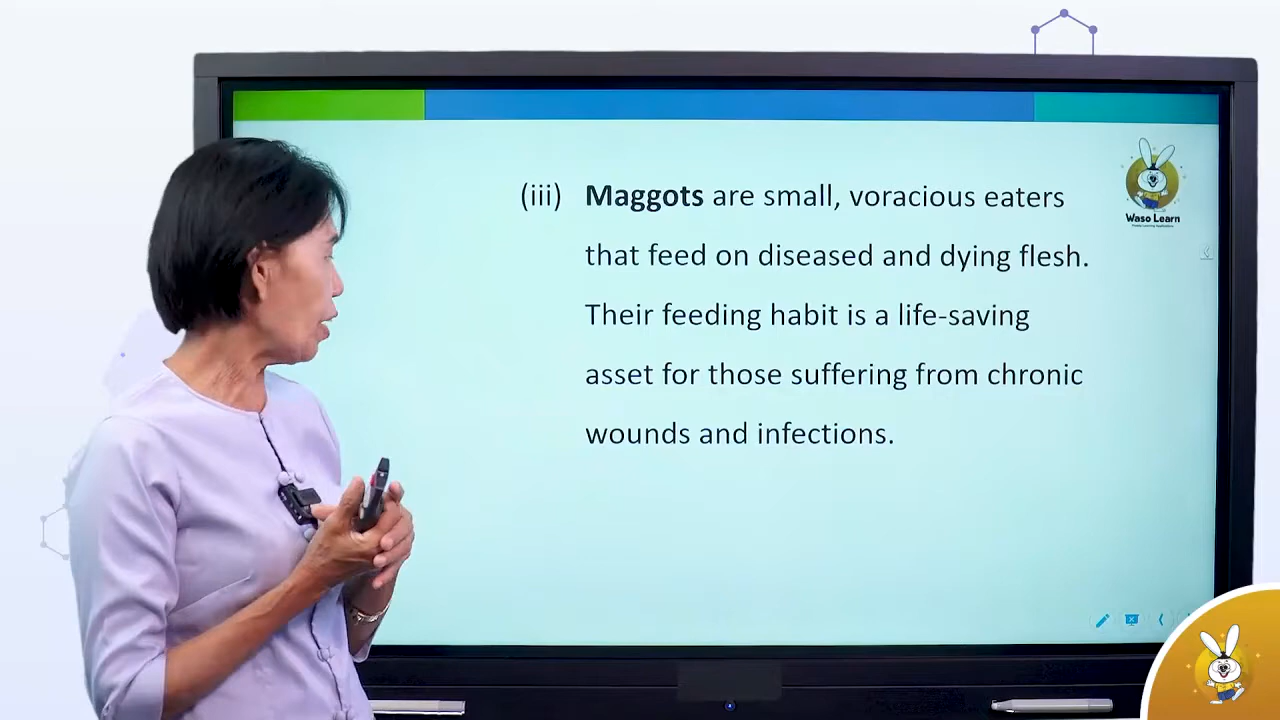 (iii) Maggots are small, voracious eaters
that feed on diseased and dying flesh.
Their feeding habit is a life-saving
asset for those suffering from chronic
wounds and infections.
Waso Learn